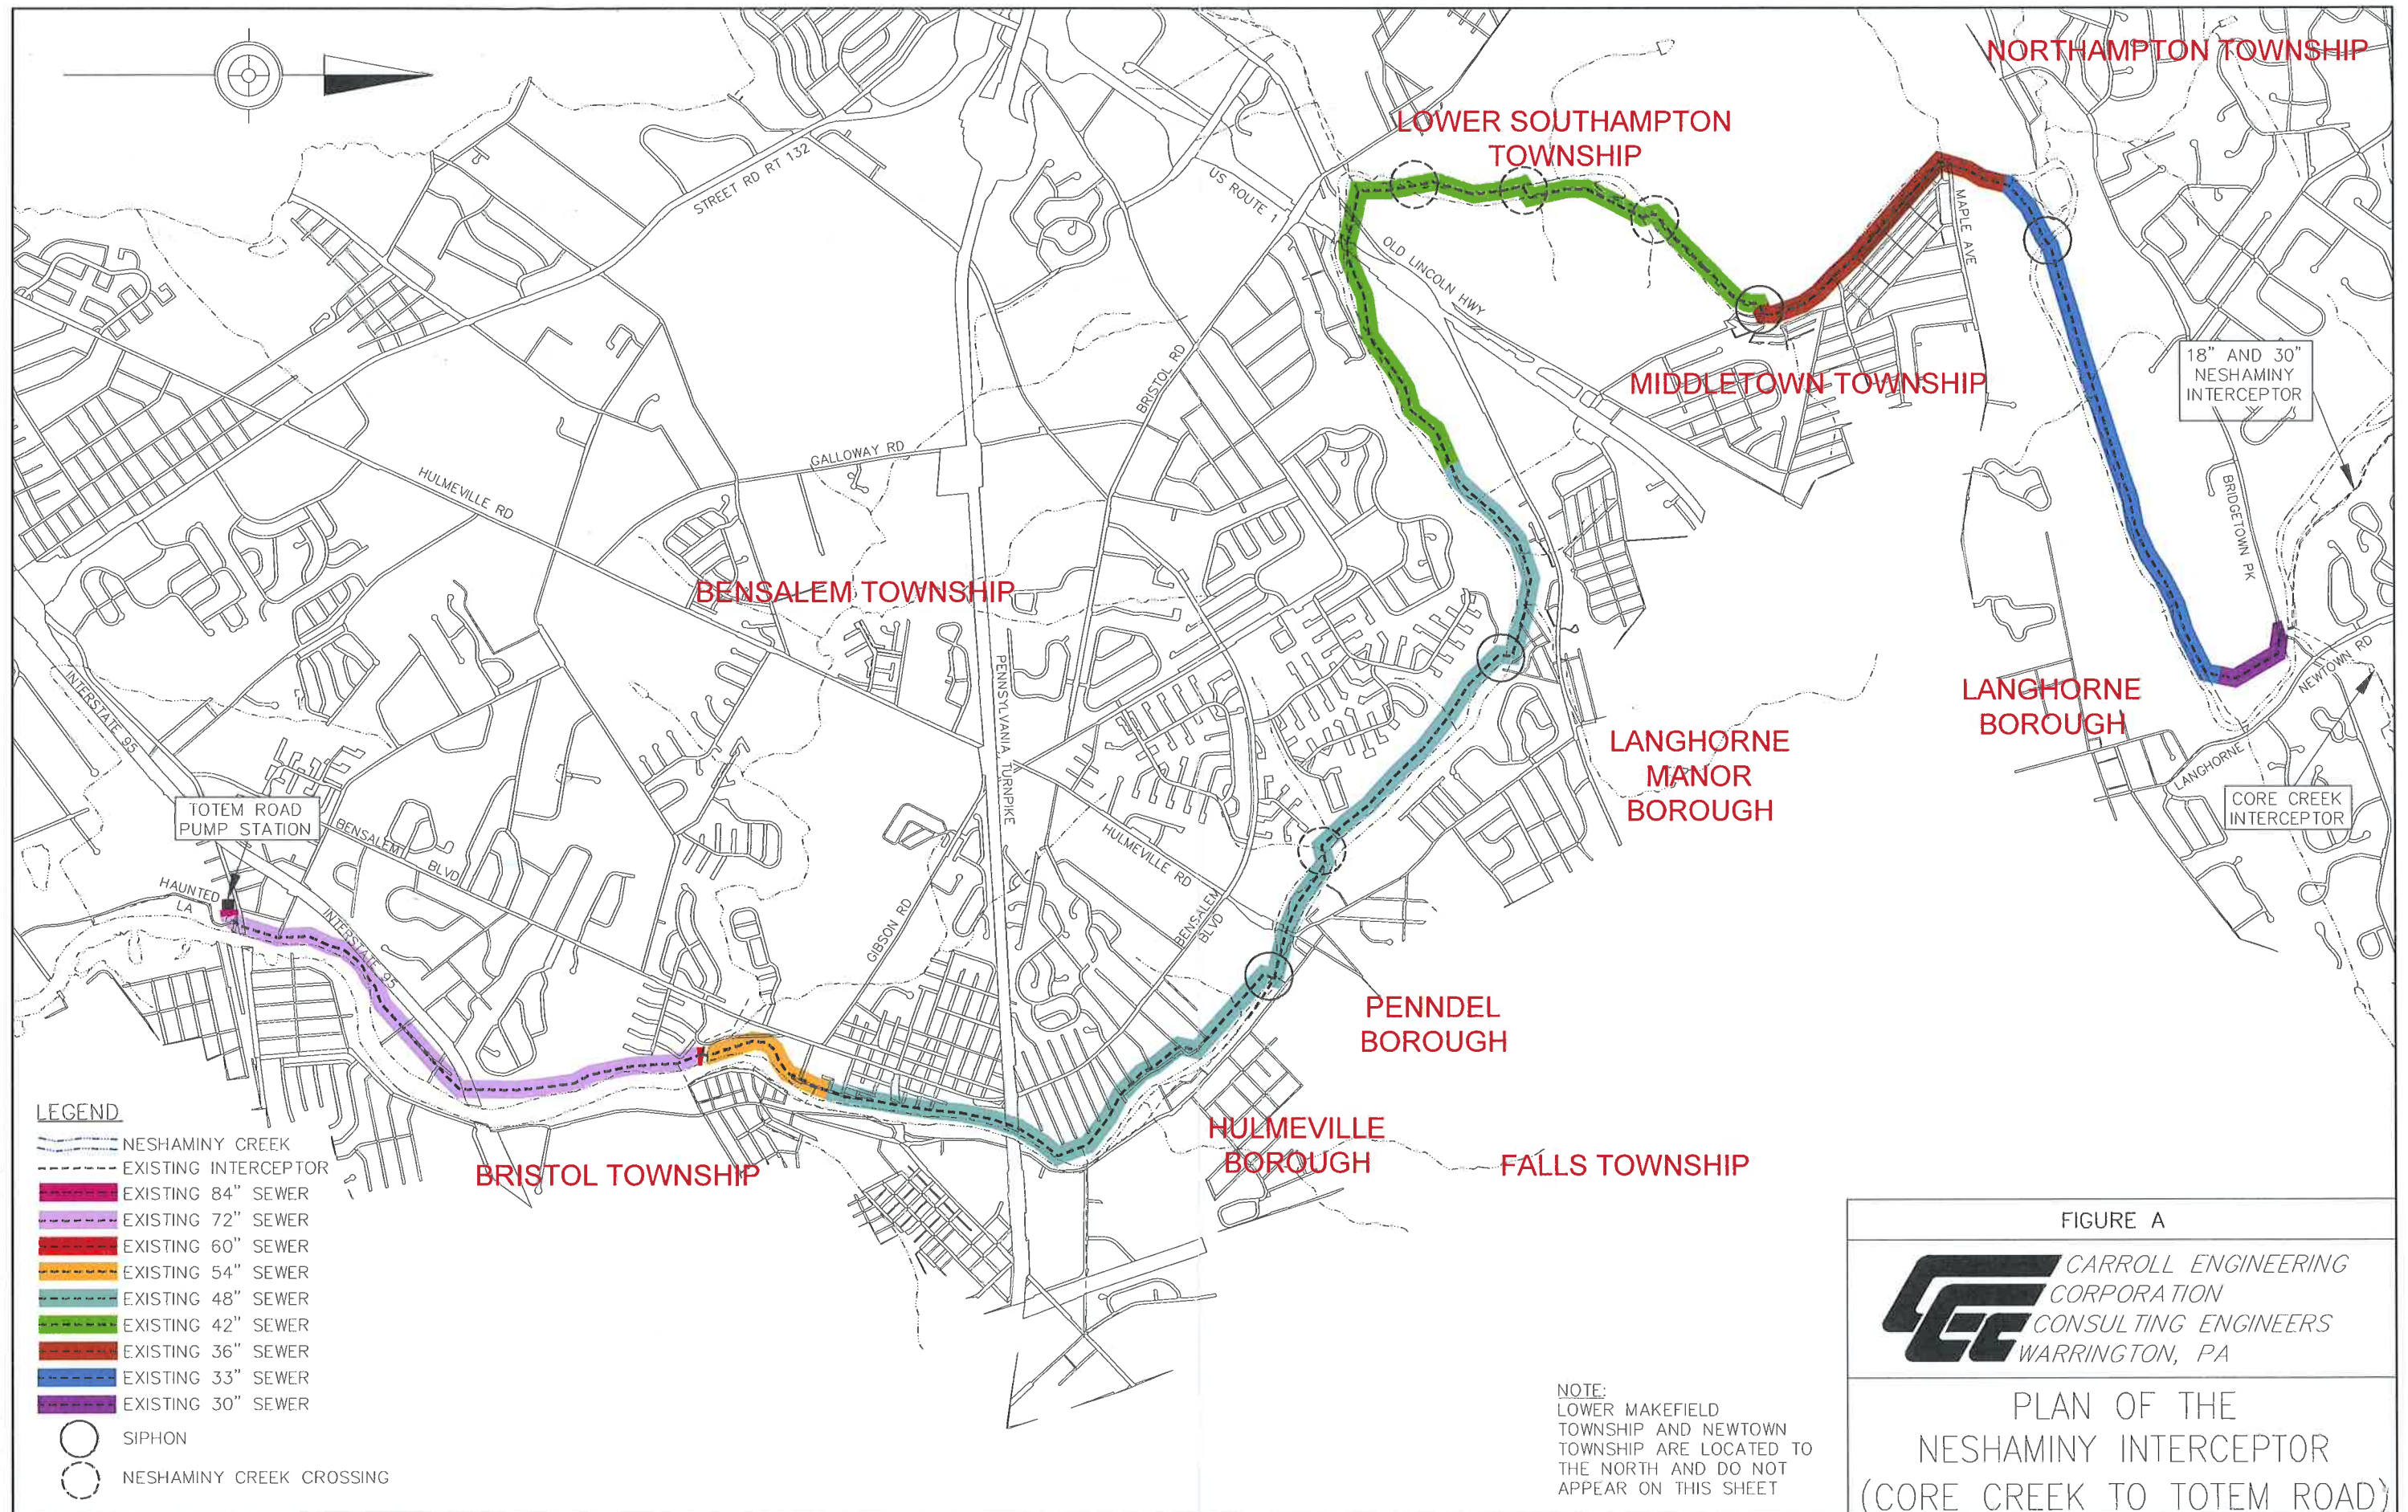 NORTHAMPTON TOWNSHIP
LOWER SOUTHAMPTON
TOWNSHIP
STREET RD RT 132
US ROUTE 1
OLD LINCOLN HWY
MAPLE AVE
18" AND 30"
NESHAMINY
INTERCEPTOR
MIDDLETOWN TOWNSHIP
BRISTOL RD
GALLOWAY RD
HULMEVILLE RD
BRIDGETOWN PK
BENSALEM TOWNSHIP
PENNSYLVANIA TURNPIKE
INTERSTATE 95
NEWTOWN RD
LANGHORNE
BOROUGH
LANGHORNE
MANOR
BOROUGH
LANGHORNE
CORE CREEK
INTERCEPTOR
TOTEM ROAD
PUMP STATION
BENSALEM BLVD
HULMEVILLE RD
HAUNTED
LA
INTERSTATE 95
GIBSON RD
BENSALEM
BLVD
PENNDEL
BOROUGH
HULMEVILLE
BOROUGH
FALLS TOWNSHIP
BRISTOL TOWNSHIP
LEGEND
NESHAMINY CREEK
EXISTING INTERCEPTOR
EXISTING 84" SEWER
EXISTING 72" SEWER
EXISTING 60" SEWER
EXISTING 54" SEWER
EXISTING 48" SEWER
EXISTING 42" SEWER
EXISTING 36" SEWER
EXISTING 33" SEWER
EXISTING 30" SEWER
SIPHON
NESHAMINY CREEK CROSSING
NOTE:
LOWER MAKEFIELD
TOWNSHIP AND NEWTOWN
TOWNSHIP ARE LOCATED TO
THE NORTH AND DO NOT
APPEAR ON THIS SHEET
FIGURE A
CARROLL ENGINEERING
CORPORATION
CONSULTING ENGINEERS
WARRINGTON, PA
PLAN OF THE
NESHAMINY INTERCEPTOR
(CORE CREEK TO TOTEM ROAD)